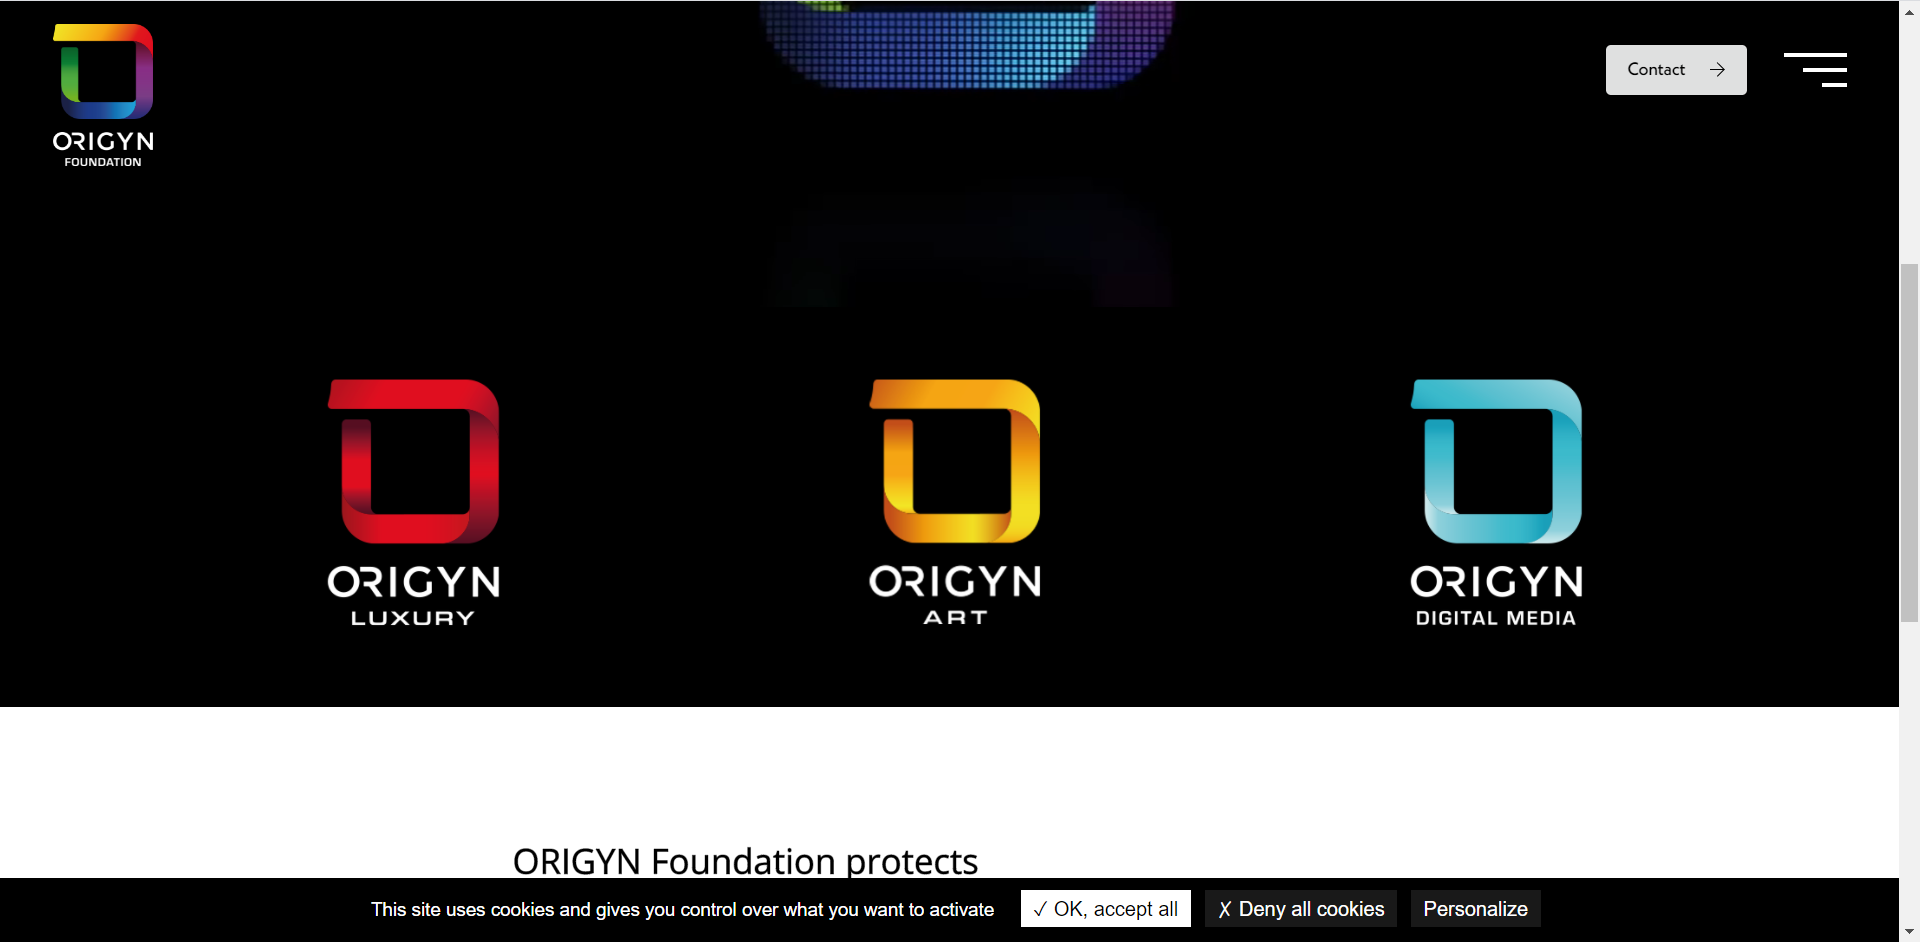 ORIGYN
FOUNDATION
Contact
ORIGYN
LUXURY
ORIGYN
ART
ORIGYN
DIGITAL MEDIA
ORIGYN Foundation protects
This site uses cookies and gives you control over what you want to activate
✓ OK, accept all
✗ Deny all cookies
Personalize